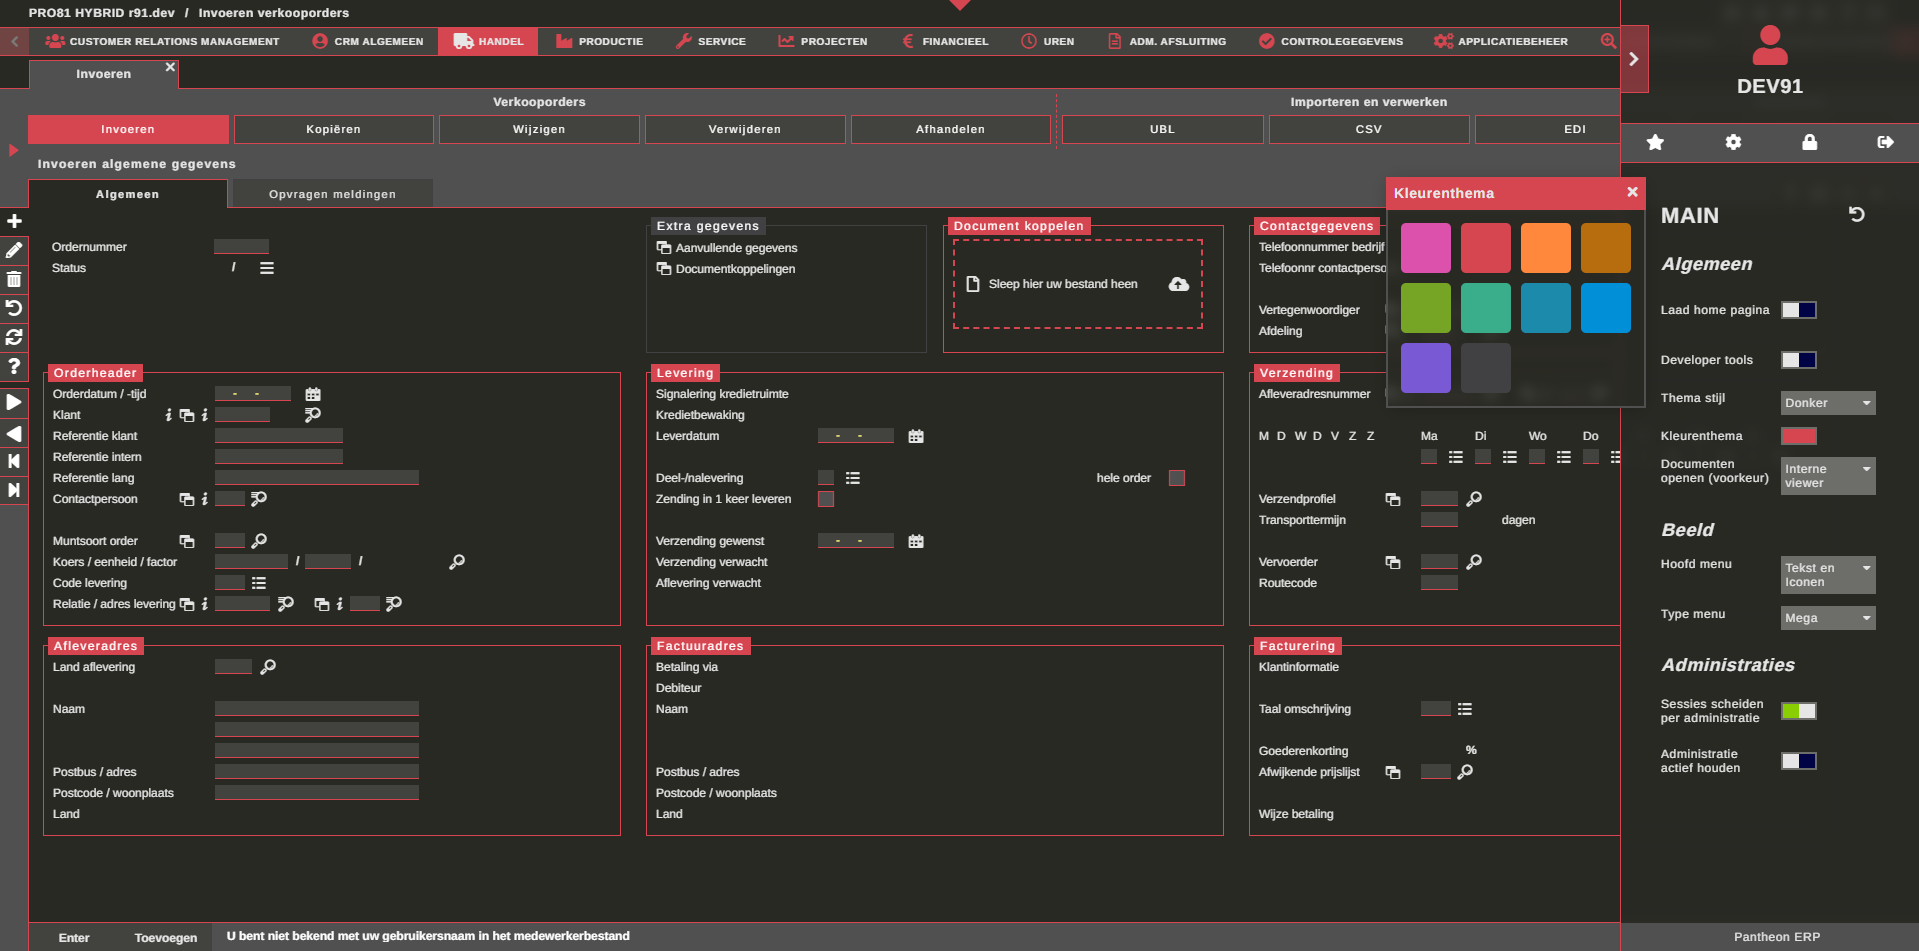 PRO81 HYBRID r91.dev / Invoeren verkooporders
CUSTOMER RELATIONS MANAGEMENT CRM ALGEMEEN HANDEL PRODUCTIE SERVICE PROJECTEN FINANCIEEL UREN ADM. AFSLUITING CONTROLEGEGEVENS APPLICATIEBEHEER
Invoeren
Verkooporders Importeren en verwerken
Invoeren Kopiëren Wijzigen Verwijderen Afhandelen UBL CSV EDI
Invoeren algemene gegevens
Algemeen Opvragen meldingen
Ordernummer
Status /
Extra gegevens
Aanvullende gegevens
Documentkoppelingen
Document koppelen
Sleep hier uw bestand heen
Contactgegevens
Telefoonnummer bedrijf
Telefoonnr contactperso
Vertegenwoordiger
Afdeling
Orderheader
Orderdatum / -tijd - -
Klant
Referentie klant
Referentie intern
Referentie lang
Contactpersoon
Muntsoort order
Koers / eenheid / factor / /
Code levering
Relatie / adres levering
Levering
Signalering kredietruimte
Kredietbewaking
Leverdatum - -
Deel-/nalevering hele order
Zending in 1 keer leveren
Verzending gewenst - -
Verzending verwacht
Aflevering verwacht
Verzending
Afleveradresnummer
M D W D V Z Z Ma Di Wo Do
Verzendprofiel
Transporttermijn dagen
Vervoerder
Routecode
Afleveradres
Land aflevering
Naam
Postbus / adres
Postcode / woonplaats
Land
Factuuradres
Betaling via
Debiteur
Naam
Postbus / adres
Postcode / woonplaats
Land
Facturering
Klantinformatie
Taal omschrijving
Goederenkorting %
Afwijkende prijslijst
Wijze betaling
Enter Toevoegen U bent niet bekend met uw gebruikersnaam in het medewerkerbestand
Kleurenthema
DEV91
MAIN
Algemeen
Laad home pagina
Developer tools
Thema stijl Donker
Kleurenthema
Documenten openen (voorkeur) Interne viewer
Beeld
Hoofd menu Tekst en Iconen
Type menu Mega
Administraties
Sessies scheiden
per administratie
Administratie
actief houden
Pantheon ERP